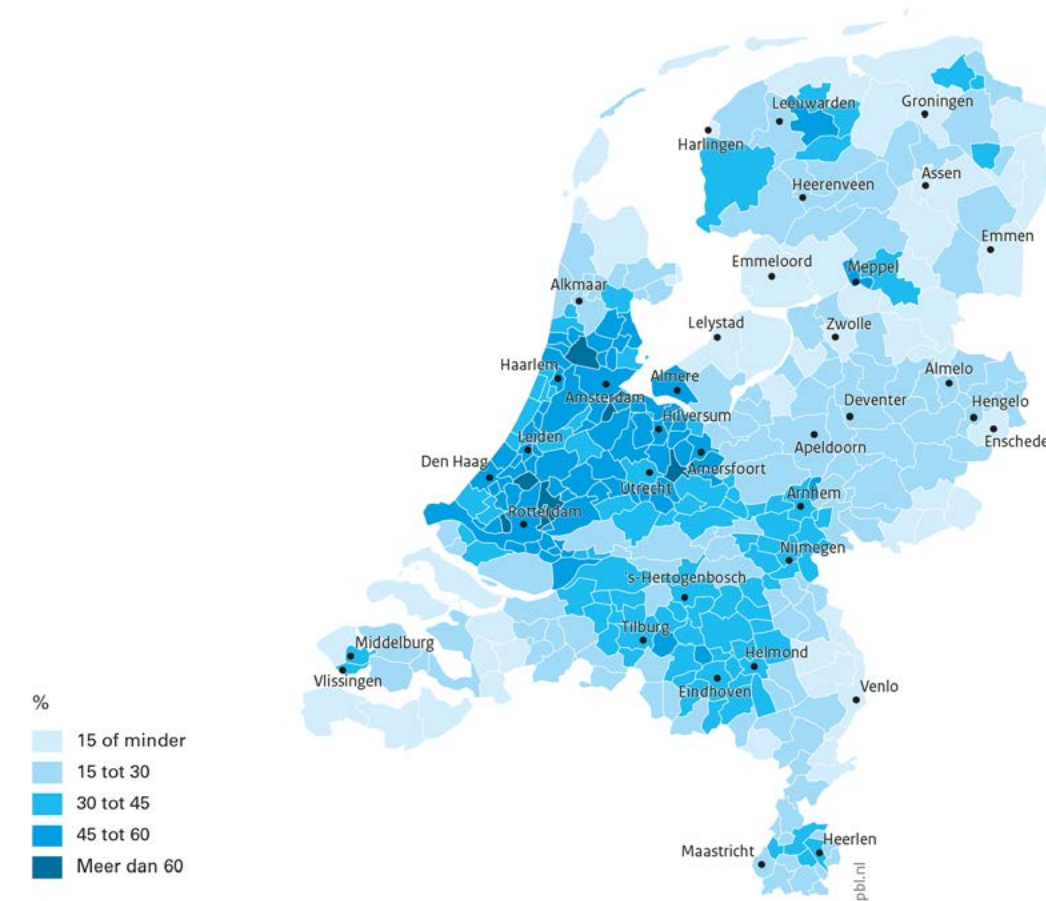 Leeuwarden
Groningen
Harlingen
Assen
Heerenveen
Emmen
Emmeloord
Meppel
Alkmaar
Lelystad
Zwolle
Haarlem
Almere
Almelo
Amsterdam
Deventer
Hengelo
Hilversum
Enschede
Leiden
Apeldoorn
Den Haag
Amersfoort
Utrecht
Arnhem
Rotterdam
Nijmegen
's-Hertogenbosch
Tilburg
Middelburg
Helmond
Vlissingen
Eindhoven
Venlo
%
15 of minder
15 tot 30
30 tot 45
45 tot 60
Meer dan 60
Maastricht
Heerlen
pbl.nl